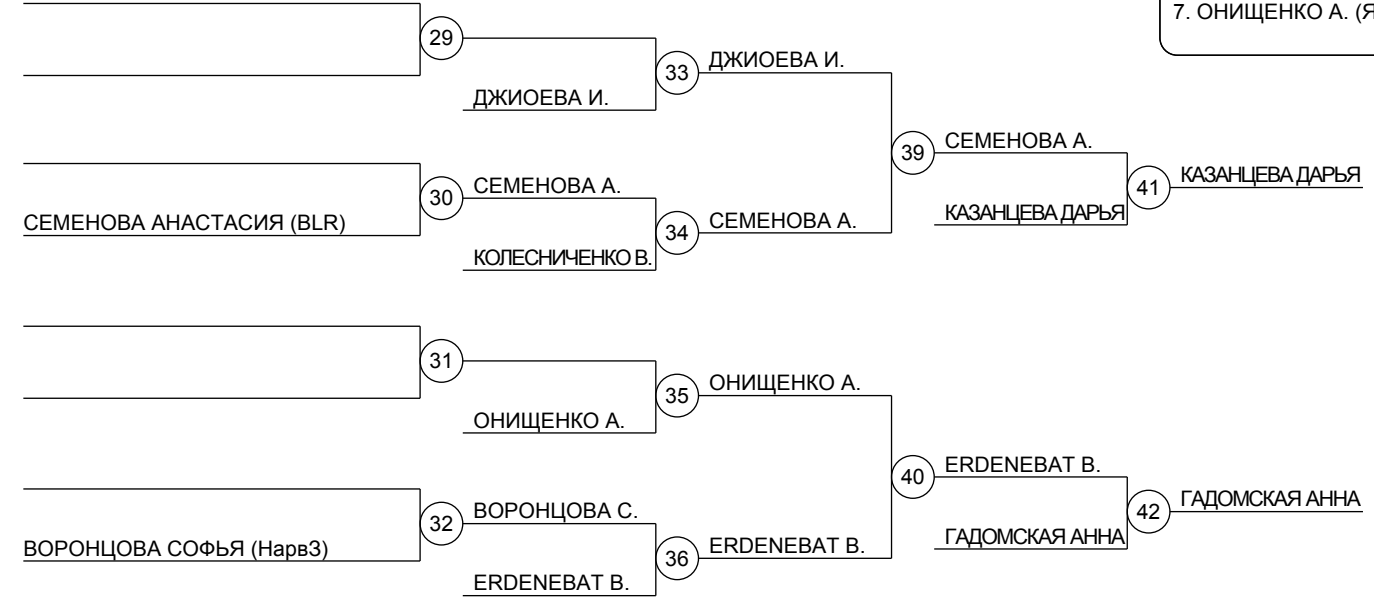 7. ОНИЩЕНКО А. (Я
29
ДЖИОЕВА И.
33
ДЖИОЕВА И.
СЕМЕНОВА АНАСТАСИЯ (BLR)
30
СЕМЕНОВА А.
КОЛЕСНИЧЕНКО В.
34
СЕМЕНОВА А.
39
СЕМЕНОВА А.
КАЗАНЦЕВА ДАРЬЯ
41
КАЗАНЦЕВА ДАРЬЯ
31
ОНИЩЕНКО А.
35
ОНИЩЕНКО А.
ВОРОНЦОВА СОФЬЯ (НарвЗ)
32
ВОРОНЦОВА С.
ERDENEBAT B.
36
ERDENEBAT B.
40
ERDENEBAT B.
ГАДОМСКАЯ АННА
42
ГАДОМСКАЯ АННА